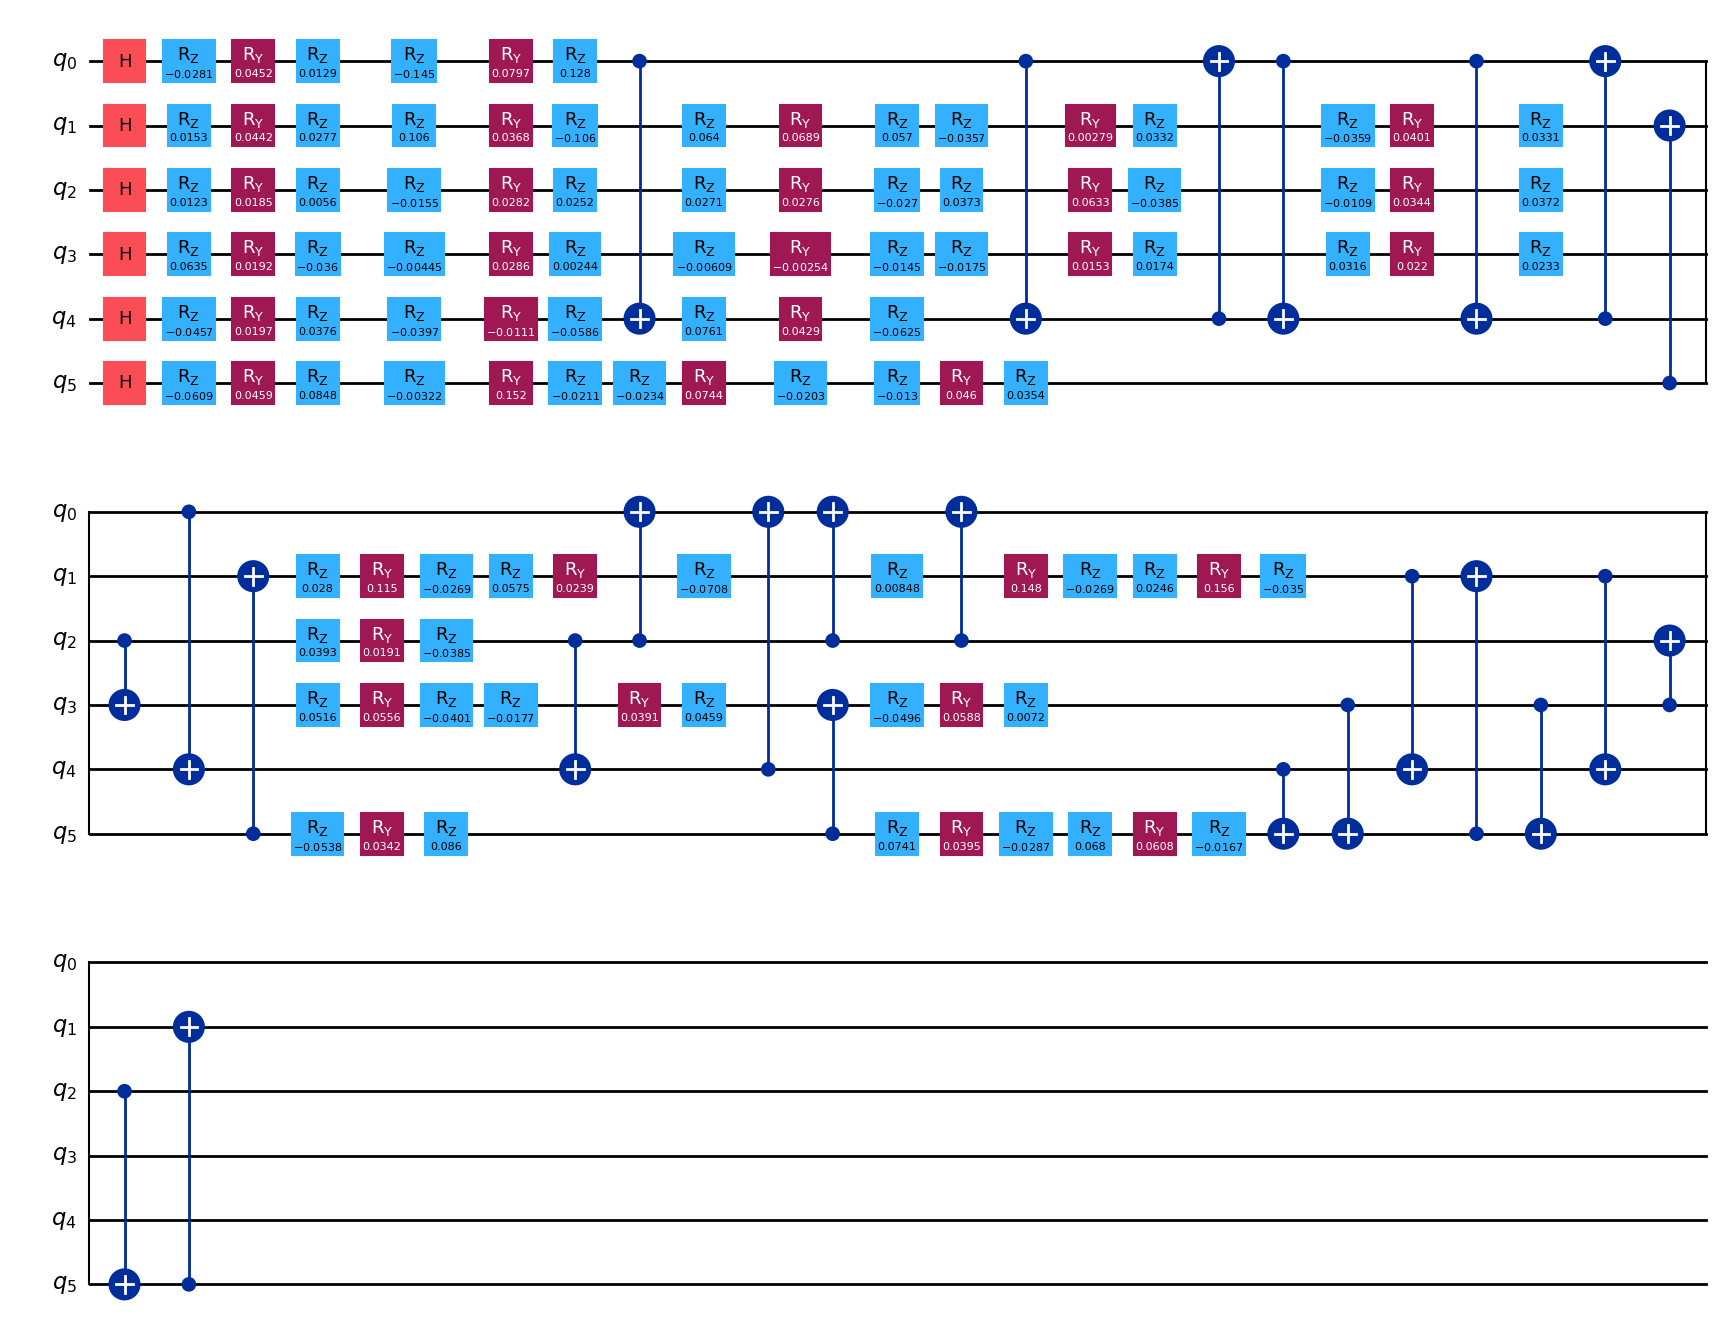 q0 H RZ −0.0281 RY 0.0452 RZ 0.0129 RZ −0.145 RY 0.0797 RZ 0.128
q1 H RZ 0.0153 RY 0.0442 RZ 0.0277 RZ 0.106 RY 0.0368 RZ −0.106 RZ 0.064 RY 0.0689 RZ 0.057 RZ −0.0357 RY 0.00279 RZ 0.0332 RZ −0.0359 RY 0.0401 RZ 0.0331
q2 H RZ 0.0123 RY 0.0185 RZ 0.0056 RZ −0.0155 RY 0.0282 RZ 0.0252 RZ 0.0271 RY 0.0276 RZ −0.027 RZ 0.0373 RY 0.0633 RZ −0.0385 RZ −0.0109 RY 0.0344 RZ 0.0372
q3 H RZ 0.0635 RY 0.0192 RZ −0.036 RZ −0.00445 RY 0.0286 RZ 0.00244 RZ −0.00609 RY −0.00254 RZ −0.0145 RZ −0.0175 RY 0.0153 RZ 0.0174 RZ 0.0316 RY 0.022 RZ 0.0233
q4 H RZ −0.0457 RY 0.0197 RZ 0.0376 RZ −0.0397 RY −0.0111 RZ −0.0586 RZ 0.0761 RY 0.0429 RZ −0.0625
q5 H RZ −0.0609 RY 0.0459 RZ 0.0848 RZ −0.00322 RY 0.152 RZ −0.0211 RZ −0.0234 RY 0.0744 RZ −0.0203 RZ −0.013 RY 0.046 RZ 0.0354
q0
q1 RZ 0.028 RY 0.115 RZ −0.0269 RZ 0.0575 RY 0.0239 RZ −0.0708 RZ 0.00848 RY 0.148 RZ −0.0269 RZ 0.0246 RY 0.156 RZ −0.035
q2 RZ 0.0393 RY 0.0191 RZ −0.0385
q3 RZ 0.0516 RY 0.0556 RZ −0.0401 RZ −0.0177 RY 0.0391 RZ 0.0459 RZ −0.0496 RY 0.0588 RZ 0.0072
q4
q5 RZ −0.0538 RY 0.0342 RZ 0.086 RZ 0.0741 RY 0.0395 RZ −0.0287 RZ 0.068 RY 0.0608 RZ −0.0167
q0
q1
q2
q3
q4
q5